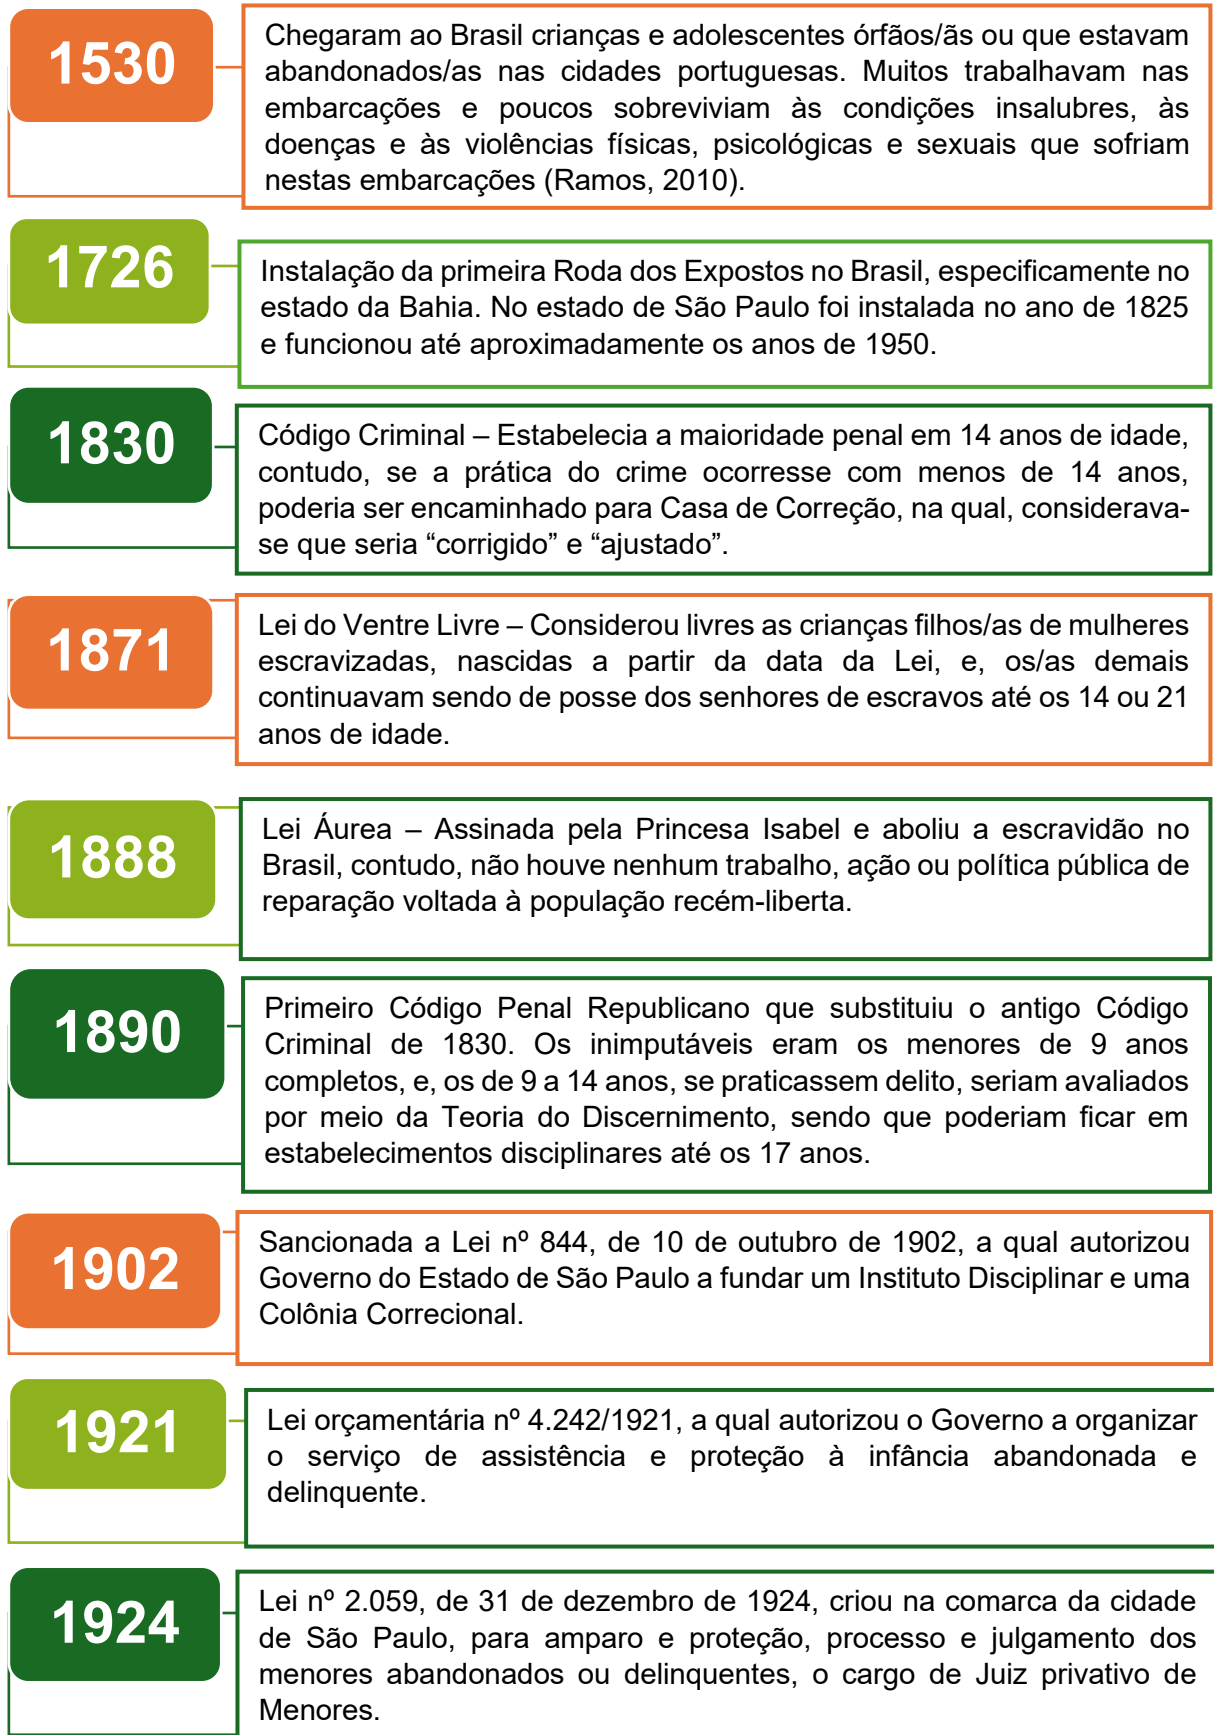 1530
Chegaram ao Brasil crianças e adolescentes órfãos/ãs ou que estavam
abandonados/as nas cidades portuguesas. Muitos trabalhavam nas
embarcações e poucos sobreviviam às condições insalubres, às
doenças e às violências físicas, psicológicas e sexuais que sofriam
nestas embarcações (Ramos, 2010).
1726
Instalação da primeira Roda dos Expostos no Brasil, especificamente no
estado da Bahia. No estado de São Paulo foi instalada no ano de 1825
e funcionou até aproximadamente os anos de 1950.
1830
Código Criminal – Estabelecia a maioridade penal em 14 anos de idade,
contudo, se a prática do crime ocorresse com menos de 14 anos,
poderia ser encaminhado para Casa de Correção, na qual, considerava-
se que seria “corrigido” e “ajustado”.
1871
Lei do Ventre Livre – Considerou livres as crianças filhos/as de mulheres
escravizadas, nascidas a partir da data da Lei, e, os/as demais
continuavam sendo de posse dos senhores de escravos até os 14 ou 21
anos de idade.
1888
Lei Áurea – Assinada pela Princesa Isabel e aboliu a escravidão no
Brasil, contudo, não houve nenhum trabalho, ação ou política pública de
reparação voltada à população recém-liberta.
1890
Primeiro Código Penal Republicano que substituiu o antigo Código
Criminal de 1830. Os inimputáveis eram os menores de 9 anos
completos, e, os de 9 a 14 anos, se praticassem delito, seriam avaliados
por meio da Teoria do Discernimento, sendo que poderiam ficar em
estabelecimentos disciplinares até os 17 anos.
1902
Sancionada a Lei nº 844, de 10 de outubro de 1902, a qual autorizou
Governo do Estado de São Paulo a fundar um Instituto Disciplinar e uma
Colônia Correcional.
1921
Lei orçamentária nº 4.242/1921, a qual autorizou o Governo a organizar
o serviço de assistência e proteção à infância abandonada e
delinquente.
1924
Lei nº 2.059, de 31 de dezembro de 1924, criou na comarca da cidade
de São Paulo, para amparo e proteção, processo e julgamento dos
menores abandonados ou delinquentes, o cargo de Juiz privativo de
Menores.